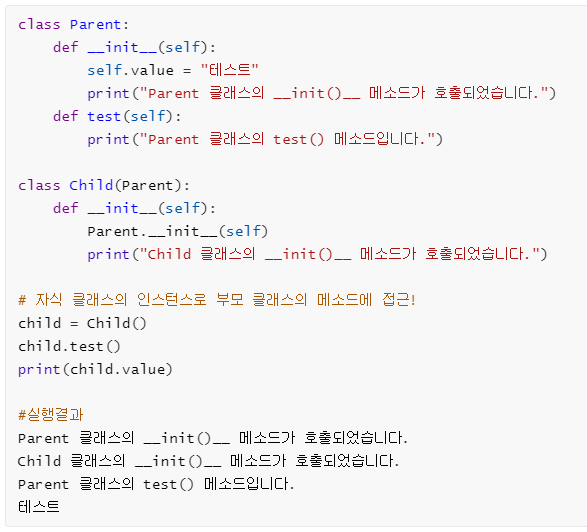 class Parent:
    def __init__(self):
        self.value = "테스트"
        print("Parent 클래스의 __init()__ 메소드가 호출되었습니다.")
    def test(self):
        print("Parent 클래스의 test() 메소드입니다.")
class Child(Parent):
    def __init__(self):
        Parent.__init__(self)
        print("Child 클래스의 __init()__ 메소드가 호출되었습니다.")
# 자식 클래스의 인스턴스로 부모 클래스의 메소드에 접근!
child = Child()
child.test()
print(child.value)
#실행결과
Parent 클래스의 __init()__ 메소드가 호출되었습니다.
Child 클래스의 __init()__ 메소드가 호출되었습니다.
Parent 클래스의 test() 메소드입니다.
테스트